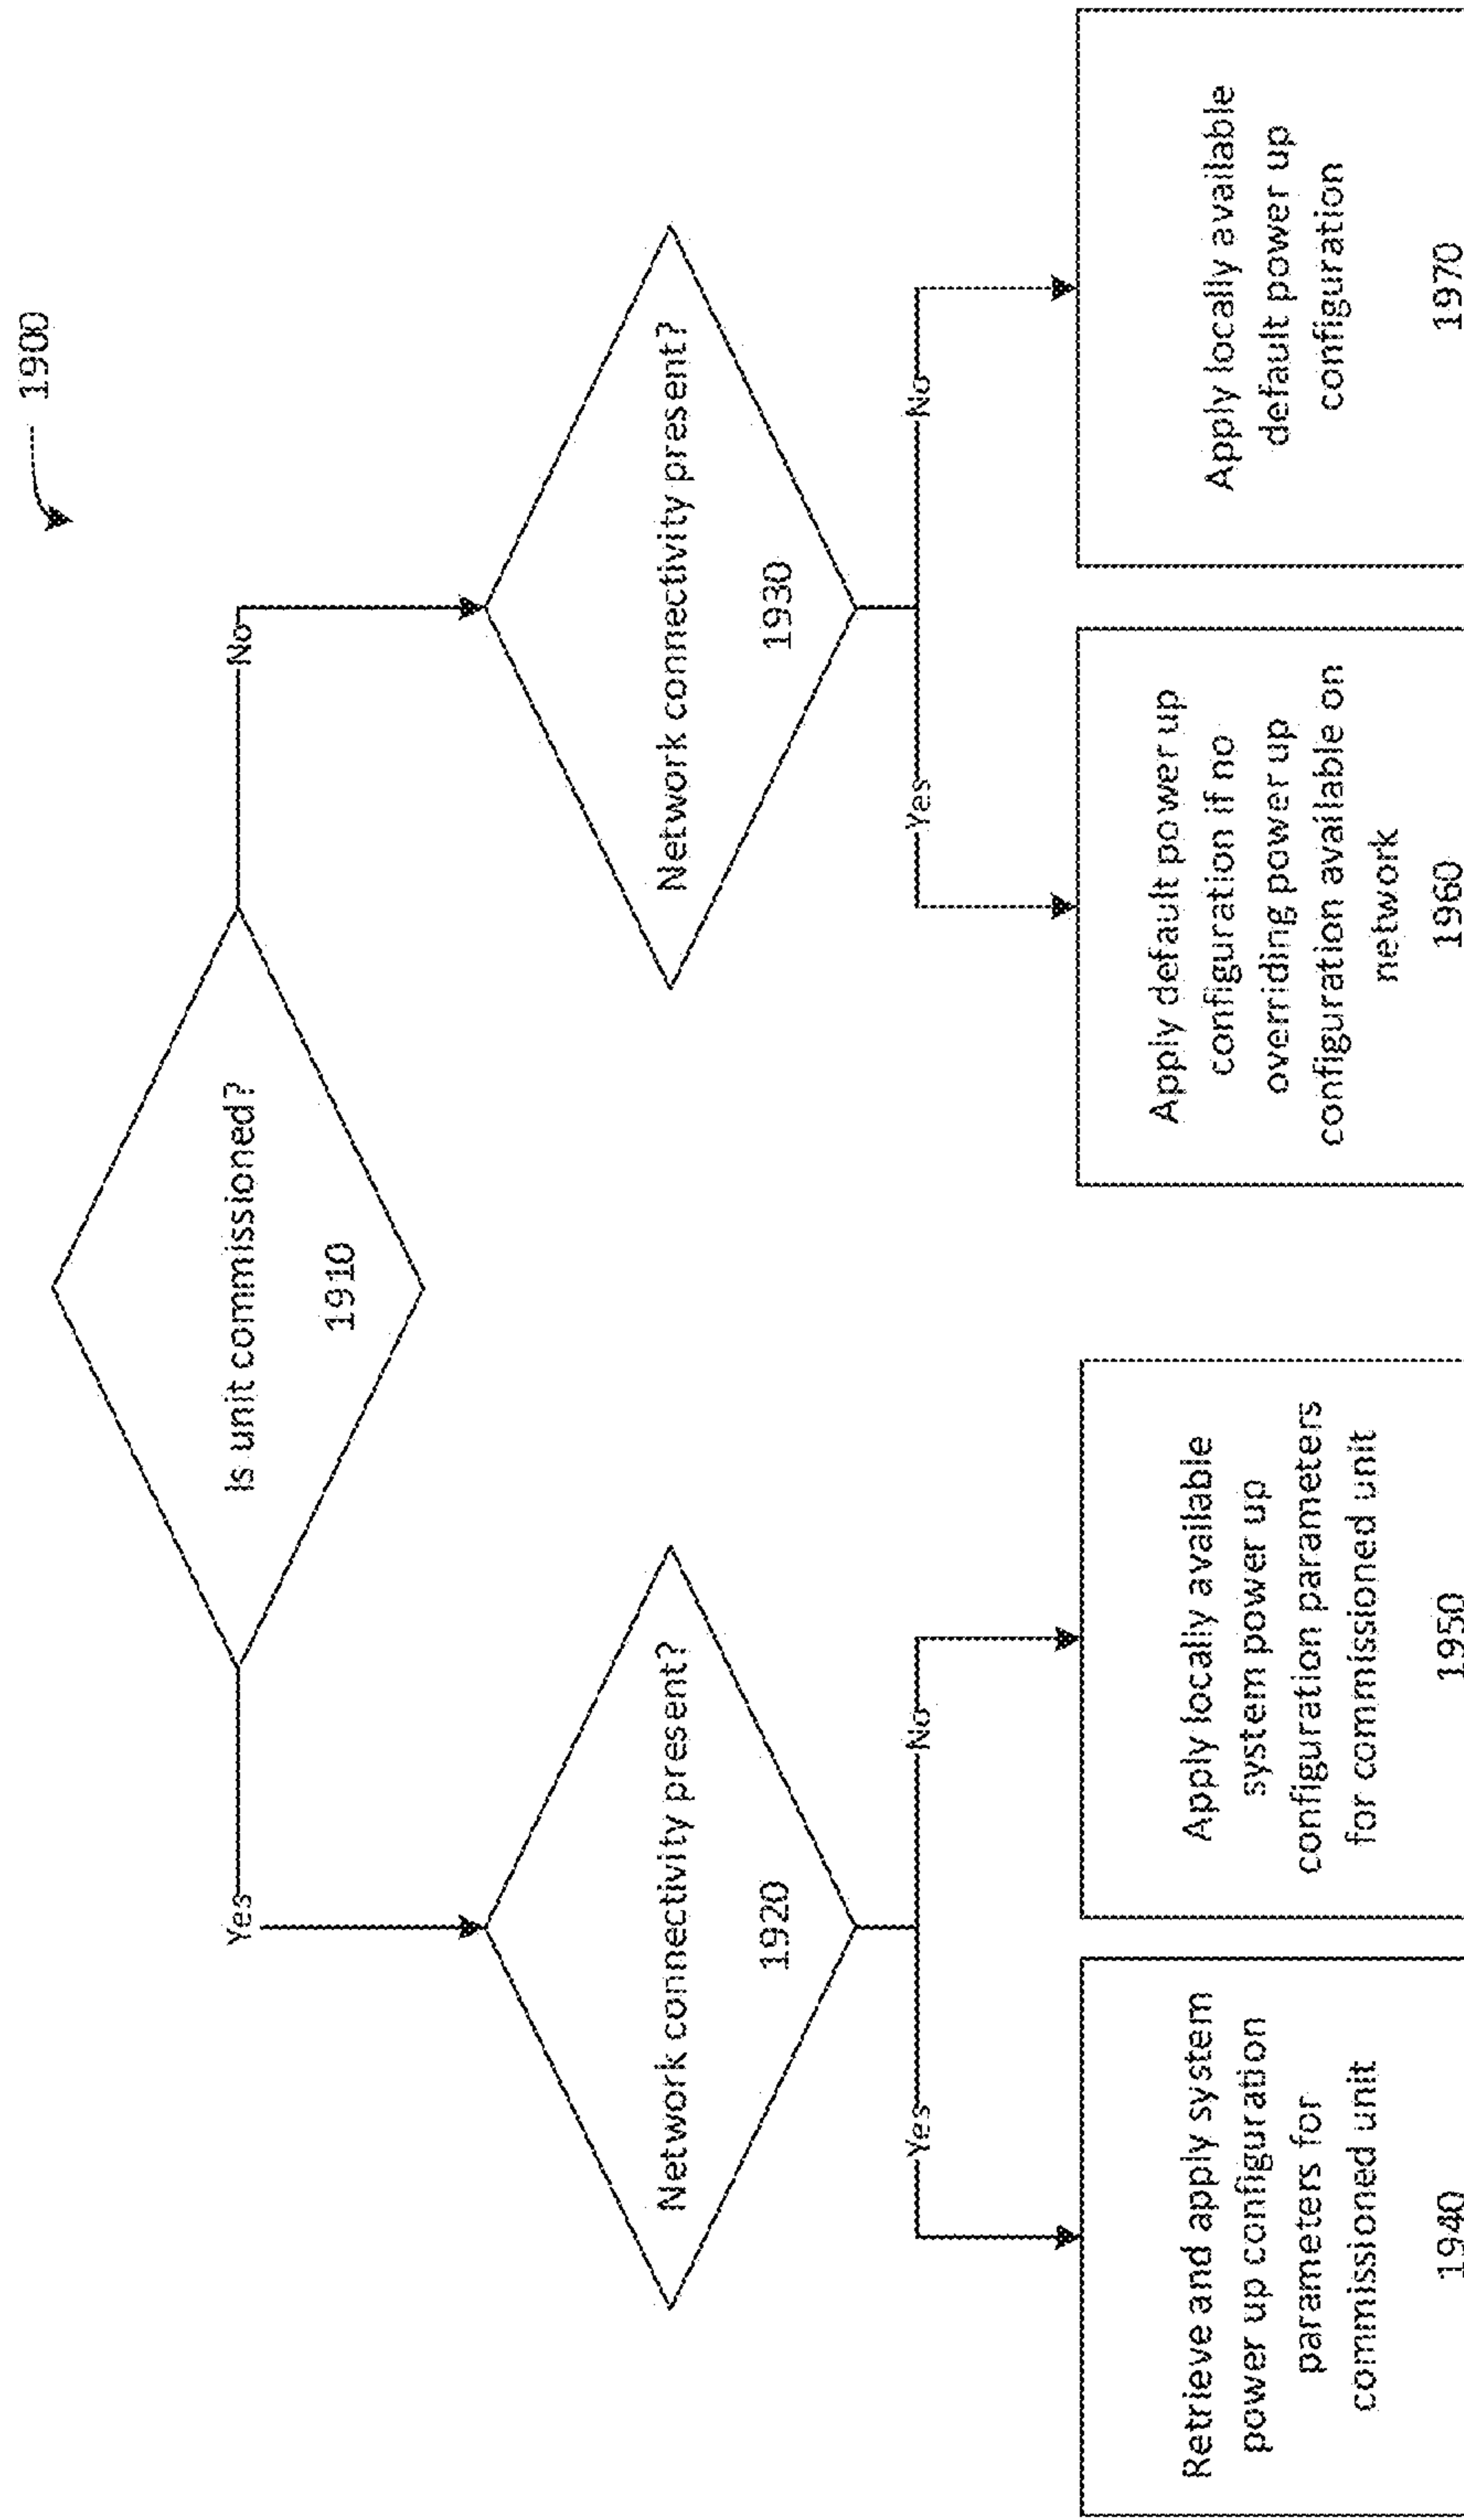 1900
Is unit commissioned?
1910
Yes
No
Network connectivity present?
1920
Network connectivity present?
1930
Yes
No
Yes
No
Retrieve and apply system
power up configuration
parameters for
commissioned unit
1940
Apply locally available
system power up
configuration parameters
for commissioned unit
1950
Apply default power up
configuration if no
overriding power up
configuration available on
network
1960
Apply locally available
default power up
configuration
1970